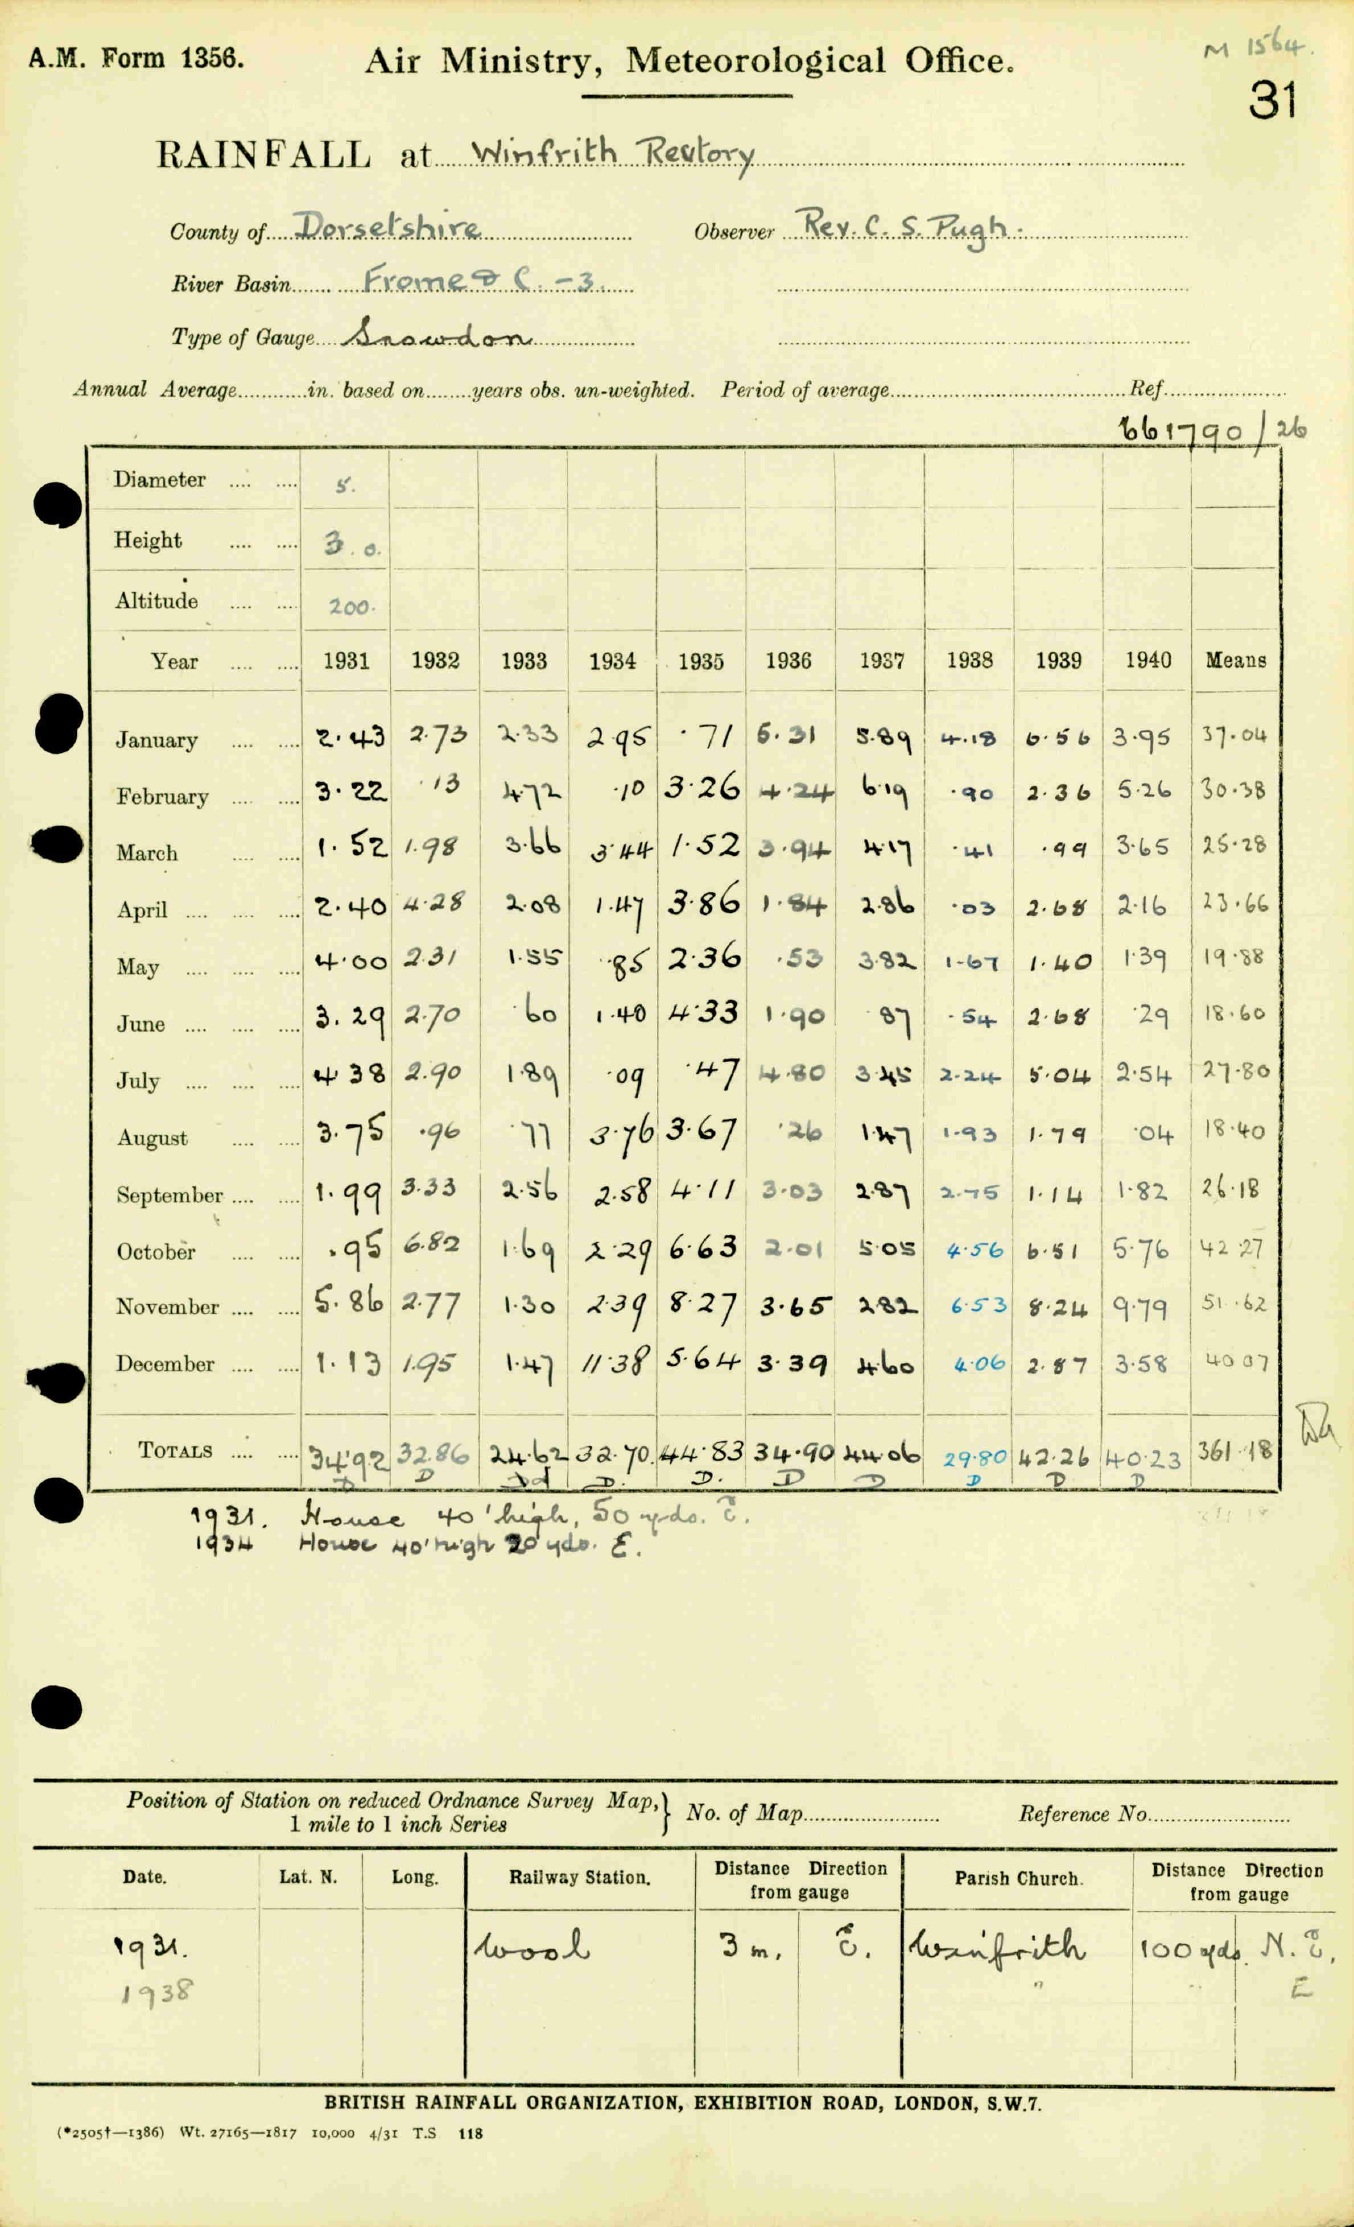 M 1564.
A.M. Form 1356. Air Ministry, Meteorological Office.
31
RAINFALL at Winfrith Rectory
County of Dorsetshire Observer Rev. C. S. Pugh.
River Basin Frome & C. -3.
Type of Gauge Snowdon
Annual Average in. based on years obs. un-weighted. Period of average Ref.
661790/26
Diameter 5.
Height 3.0.
Altitude 200.
Year 1931 1932 1933 1934 1935 1936 1937 1938 1939 1940 Means
January 2.43 2.73 2.33 2.95 .71 5.31 5.89 4.18 6.56 3.95 37.04
February 3.22 .13 4.72 .10 3.26 4.24 6.19 .90 2.36 5.26 30.38
March 1.52 1.98 3.66 3.44 1.52 3.94 4.17 .41 .99 3.65 25.28
April 2.40 4.28 2.08 1.47 3.86 1.84 2.86 .03 2.68 2.16 23.66
May 4.00 2.31 1.55 .85 2.36 .53 3.82 1.67 1.40 1.39 19.88
June 3.29 2.70 .60 1.40 4.33 1.90 .87 .54 2.68 .29 18.60
July 4.38 2.90 1.89 .09 .47 4.80 3.45 2.24 5.04 2.54 27.80
August 3.75 .96 .77 3.76 3.67 .26 1.47 1.93 1.79 .04 18.40
September 1.99 3.33 2.56 2.58 4.11 3.03 2.87 2.75 1.14 1.82 26.18
October .95 6.82 1.69 2.29 6.63 2.01 5.05 4.56 6.51 5.76 42.27
November 5.86 2.77 1.30 2.39 8.27 3.65 2.82 6.53 8.24 9.79 51.62
December 1.13 1.95 1.47 11.38 5.64 3.39 4.60 4.06 2.87 3.58 40 07
TOTALS 34.92 32.86 24.62 32.70 44.83 34.90 44.06 29.80 42.26 40.23 361.18
D D Dd D. D. D D D D D
1931. House 40' high, 50 yds. E.
1934 House 40' high 20 yds. E.
Position of Station on reduced Ordnance Survey Map,
1 mile to 1 inch Series
No. of Map Reference No.
Date. Lat. N. Long. Railway Station. Distance Direction from gauge Parish Church. Distance Direction from gauge
1931. Wool 3 m. E. Winfrith 100 yds. N. E.
1938 " " E
BRITISH RAINFALL ORGANIZATION, EXHIBITION ROAD, LONDON, S.W.7.
(*2505†—1386) Wt. 27165—1817 10,000 4/31 T.S 118